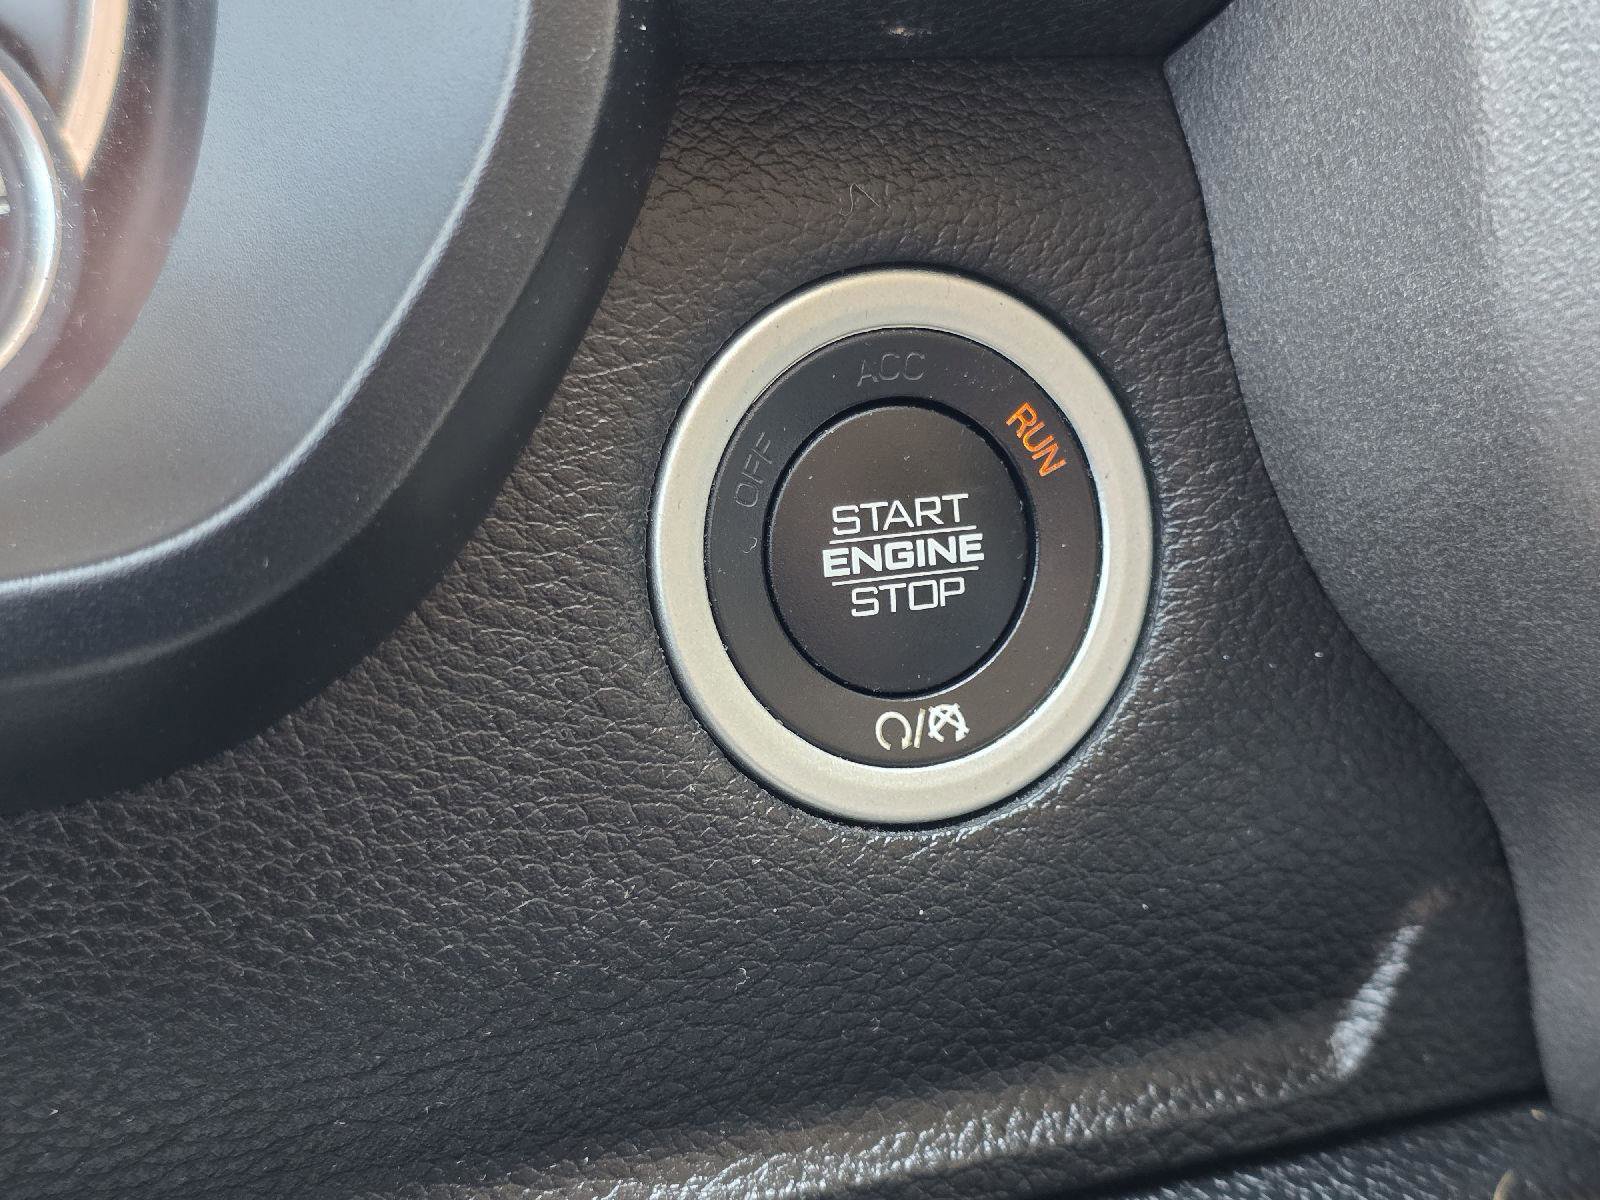 ACC
OFF
RUN
START
ENGINE
STOP